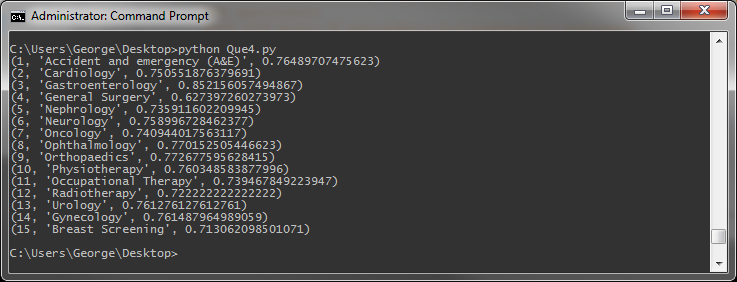 Administrator: Command Prompt
C:\Users\George\Desktop>python Que4.py
(1, 'Accident and emergency (A&E)', 0.76489707475623)
(2, 'Cardiology', 0.750551876379691)
(3, 'Gastroenterology', 0.852156057494867)
(4, 'General Surgery', 0.627397260273973)
(5, 'Nephrology', 0.735911602209945)
(6, 'Neurology', 0.758996728462377)
(7, 'Oncology', 0.740944017563117)
(8, 'Ophthalmology', 0.770152505446623)
(9, 'Orthopaedics', 0.772677595628415)
(10, 'Physiotherapy', 0.760348583877996)
(11, 'Occupational Therapy', 0.739467849223947)
(12, 'Radiotherapy', 0.722222222222222)
(13, 'Urology', 0.761276127612761)
(14, 'Gynecology', 0.761487964989059)
(15, 'Breast Screening', 0.713062098501071)
C:\Users\George\Desktop>